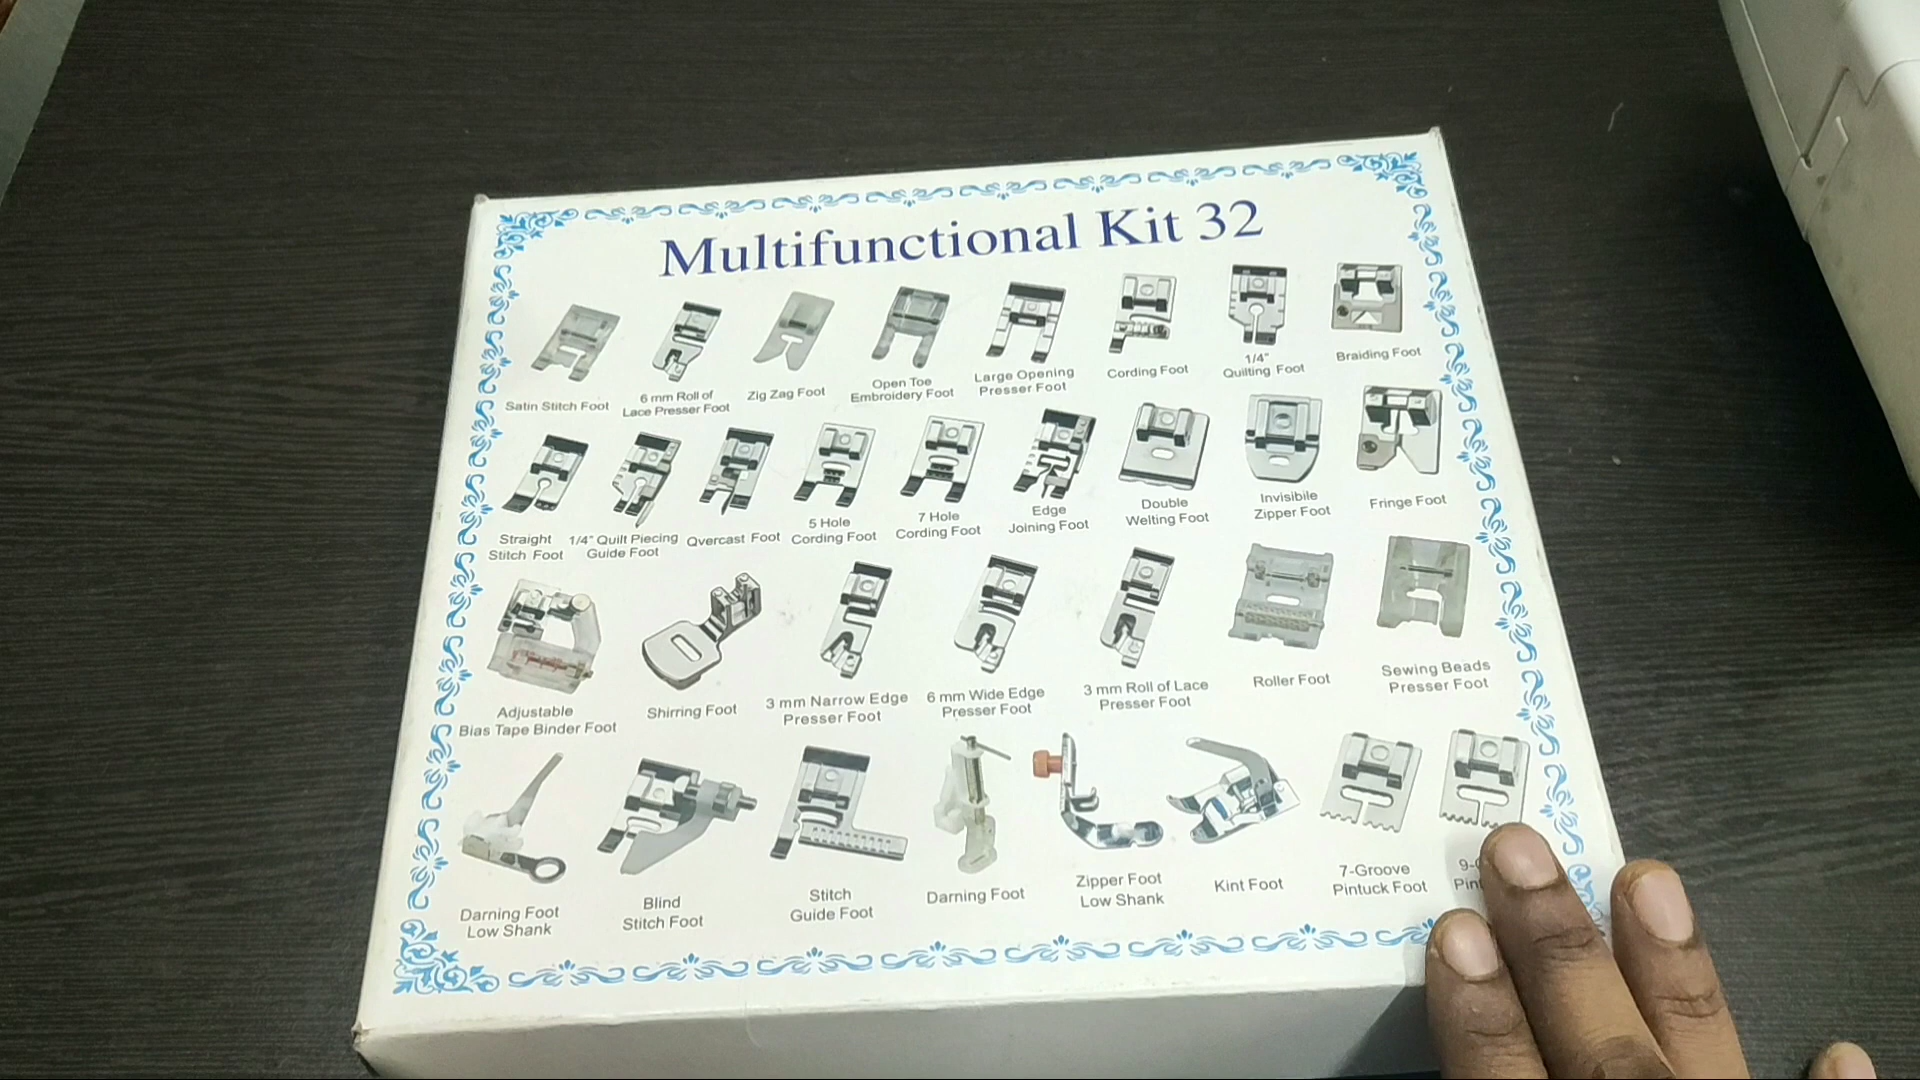 Multifunctional Kit 32
Satin Stitch Foot
6 mm Roll of
Lace Presser Foot
Zig Zag Foot
Open Toe
Embroidery Foot
Large Opening
Presser Foot
Cording Foot
1/4"
Quilting Foot
Braiding Foot
Straight
Stitch Foot
1/4" Quilt Piecing
Guide Foot
Qvercast Foot
5 Hole
Cording Foot
7 Hole
Cording Foot
Edge
Joining Foot
Double
Welting Foot
Invisibile
Zipper Foot
Fringe Foot
Adjustable
Bias Tape Binder Foot
Shirring Foot
3 mm Narrow Edge
Presser Foot
6 mm Wide Edge
Presser Foot
3 mm Roll of Lace
Presser Foot
Roller Foot
Sewing Beads
Presser Foot
Darning Foot
Low Shank
Blind
Stitch Foot
Stitch
Guide Foot
Darning Foot
Zipper Foot
Low Shank
Kint Foot
7-Groove
Pintuck Foot